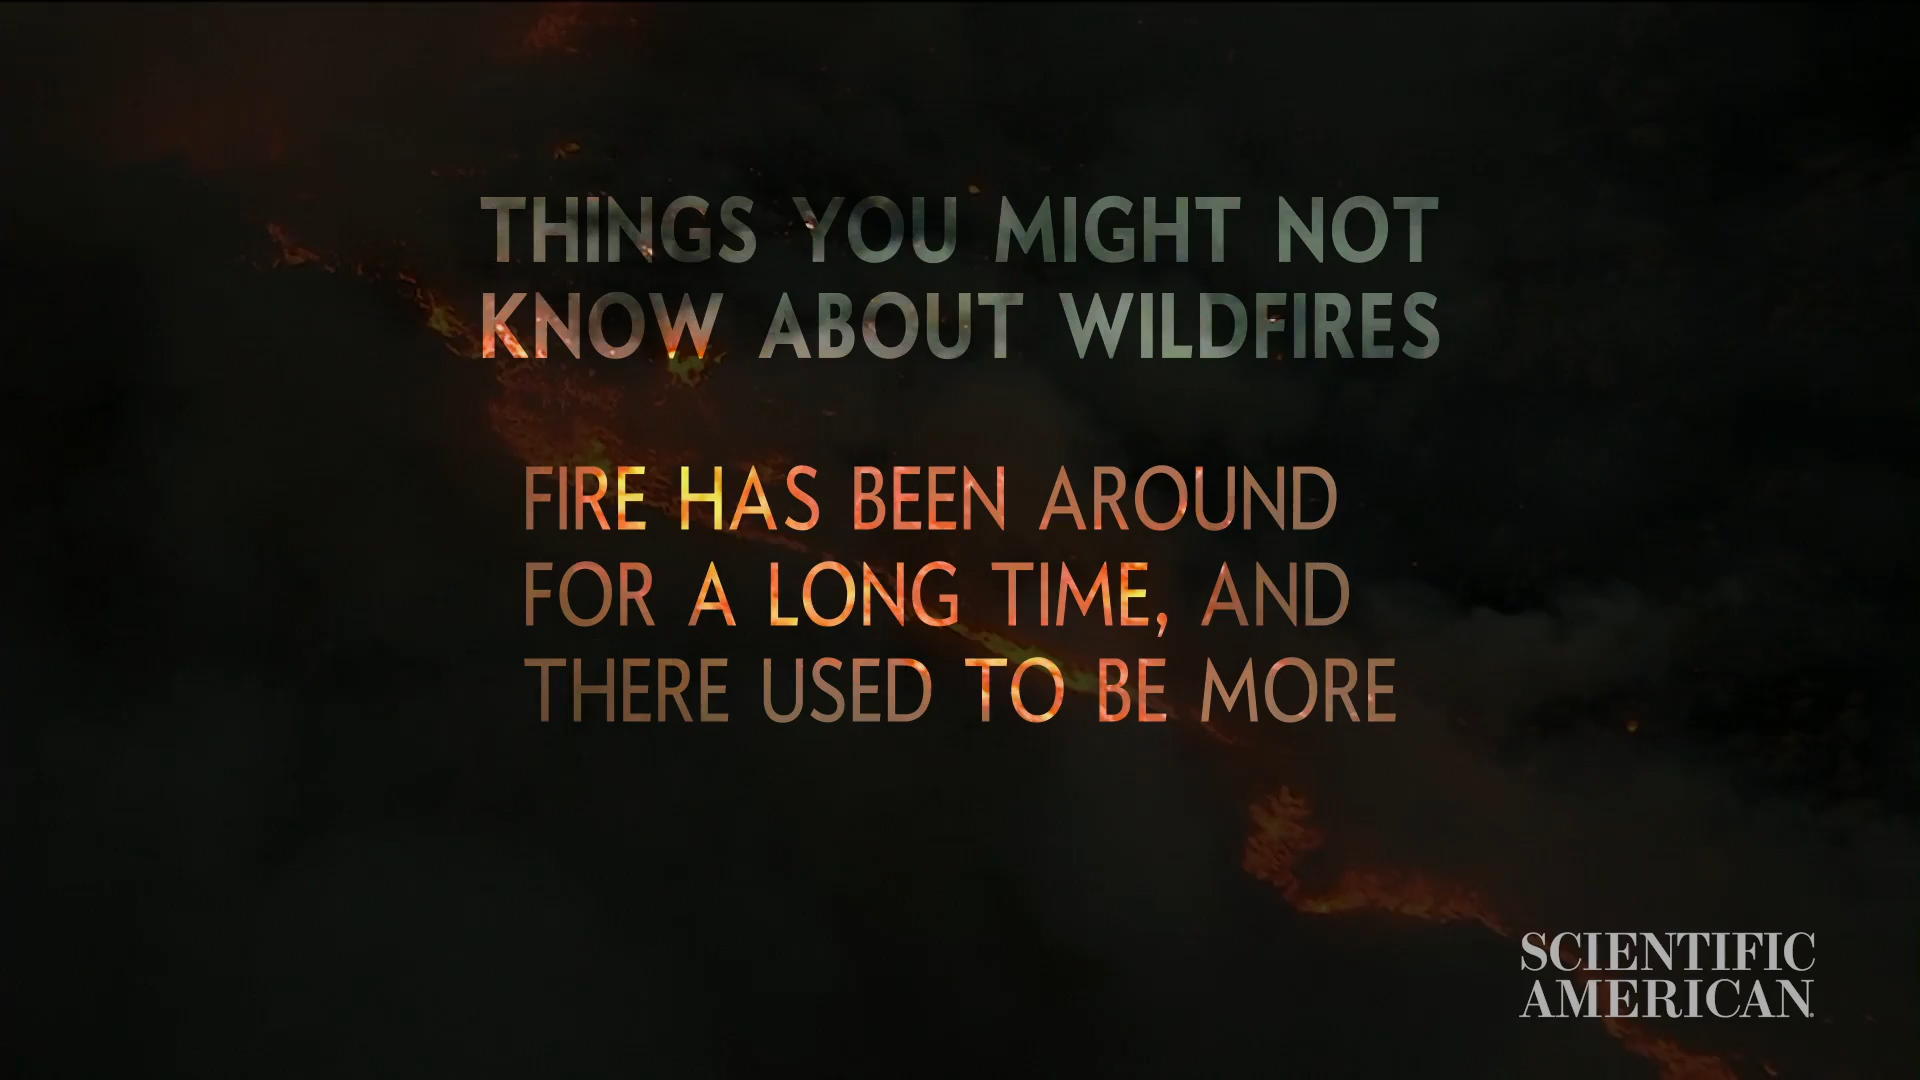 THINGS YOU MIGHT NOT
KNOW ABOUT WILDFIRES
FIRE HAS BEEN AROUND
FOR A LONG TIME, AND
THERE USED TO BE MORE
SCIENTIFIC
AMERICAN